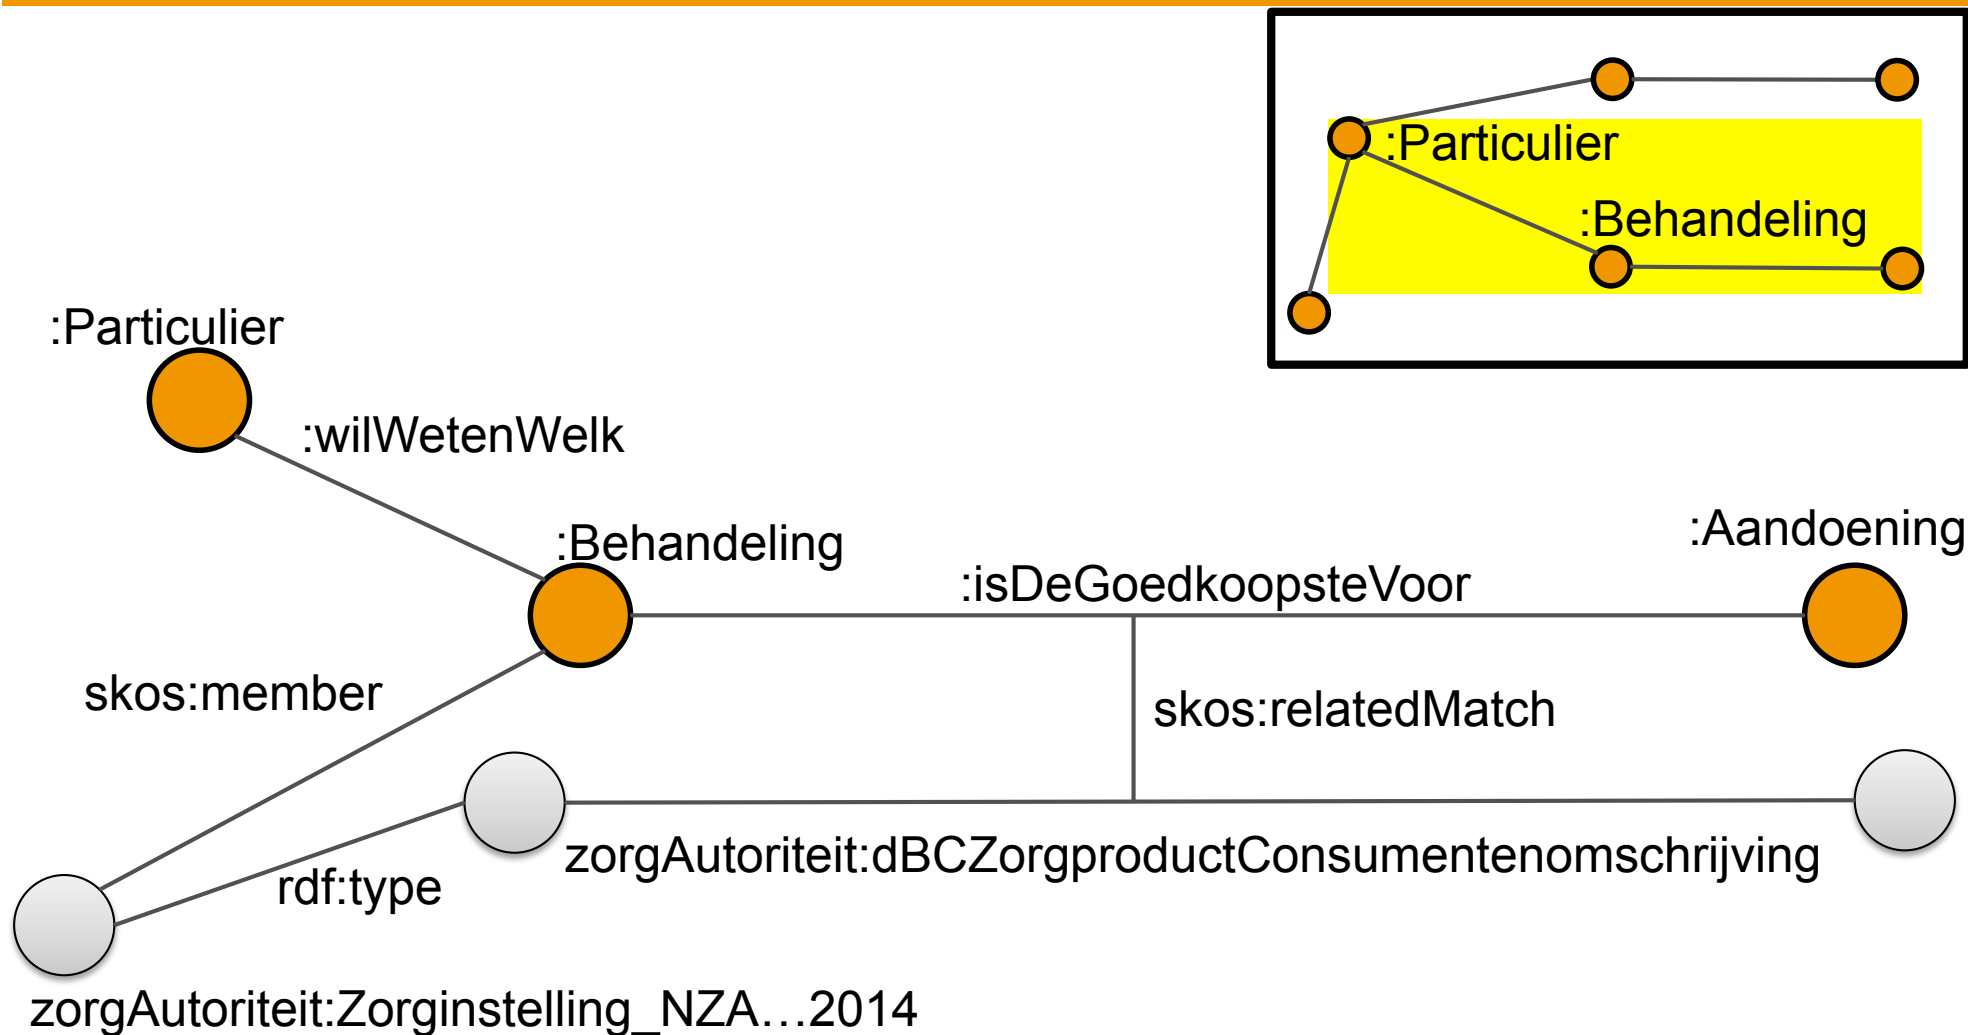 :Particulier
:Behandeling
:Particulier
:wilWetenWelk
:Behandeling
:Aandoening
:isDeGoedkoopsteVoor
skos:member
skos:relatedMatch
zorgAutoriteit:dBCZorgproductConsumentenomschrijving
rdf:type
zorgAutoriteit:Zorginstelling_NZA…2014